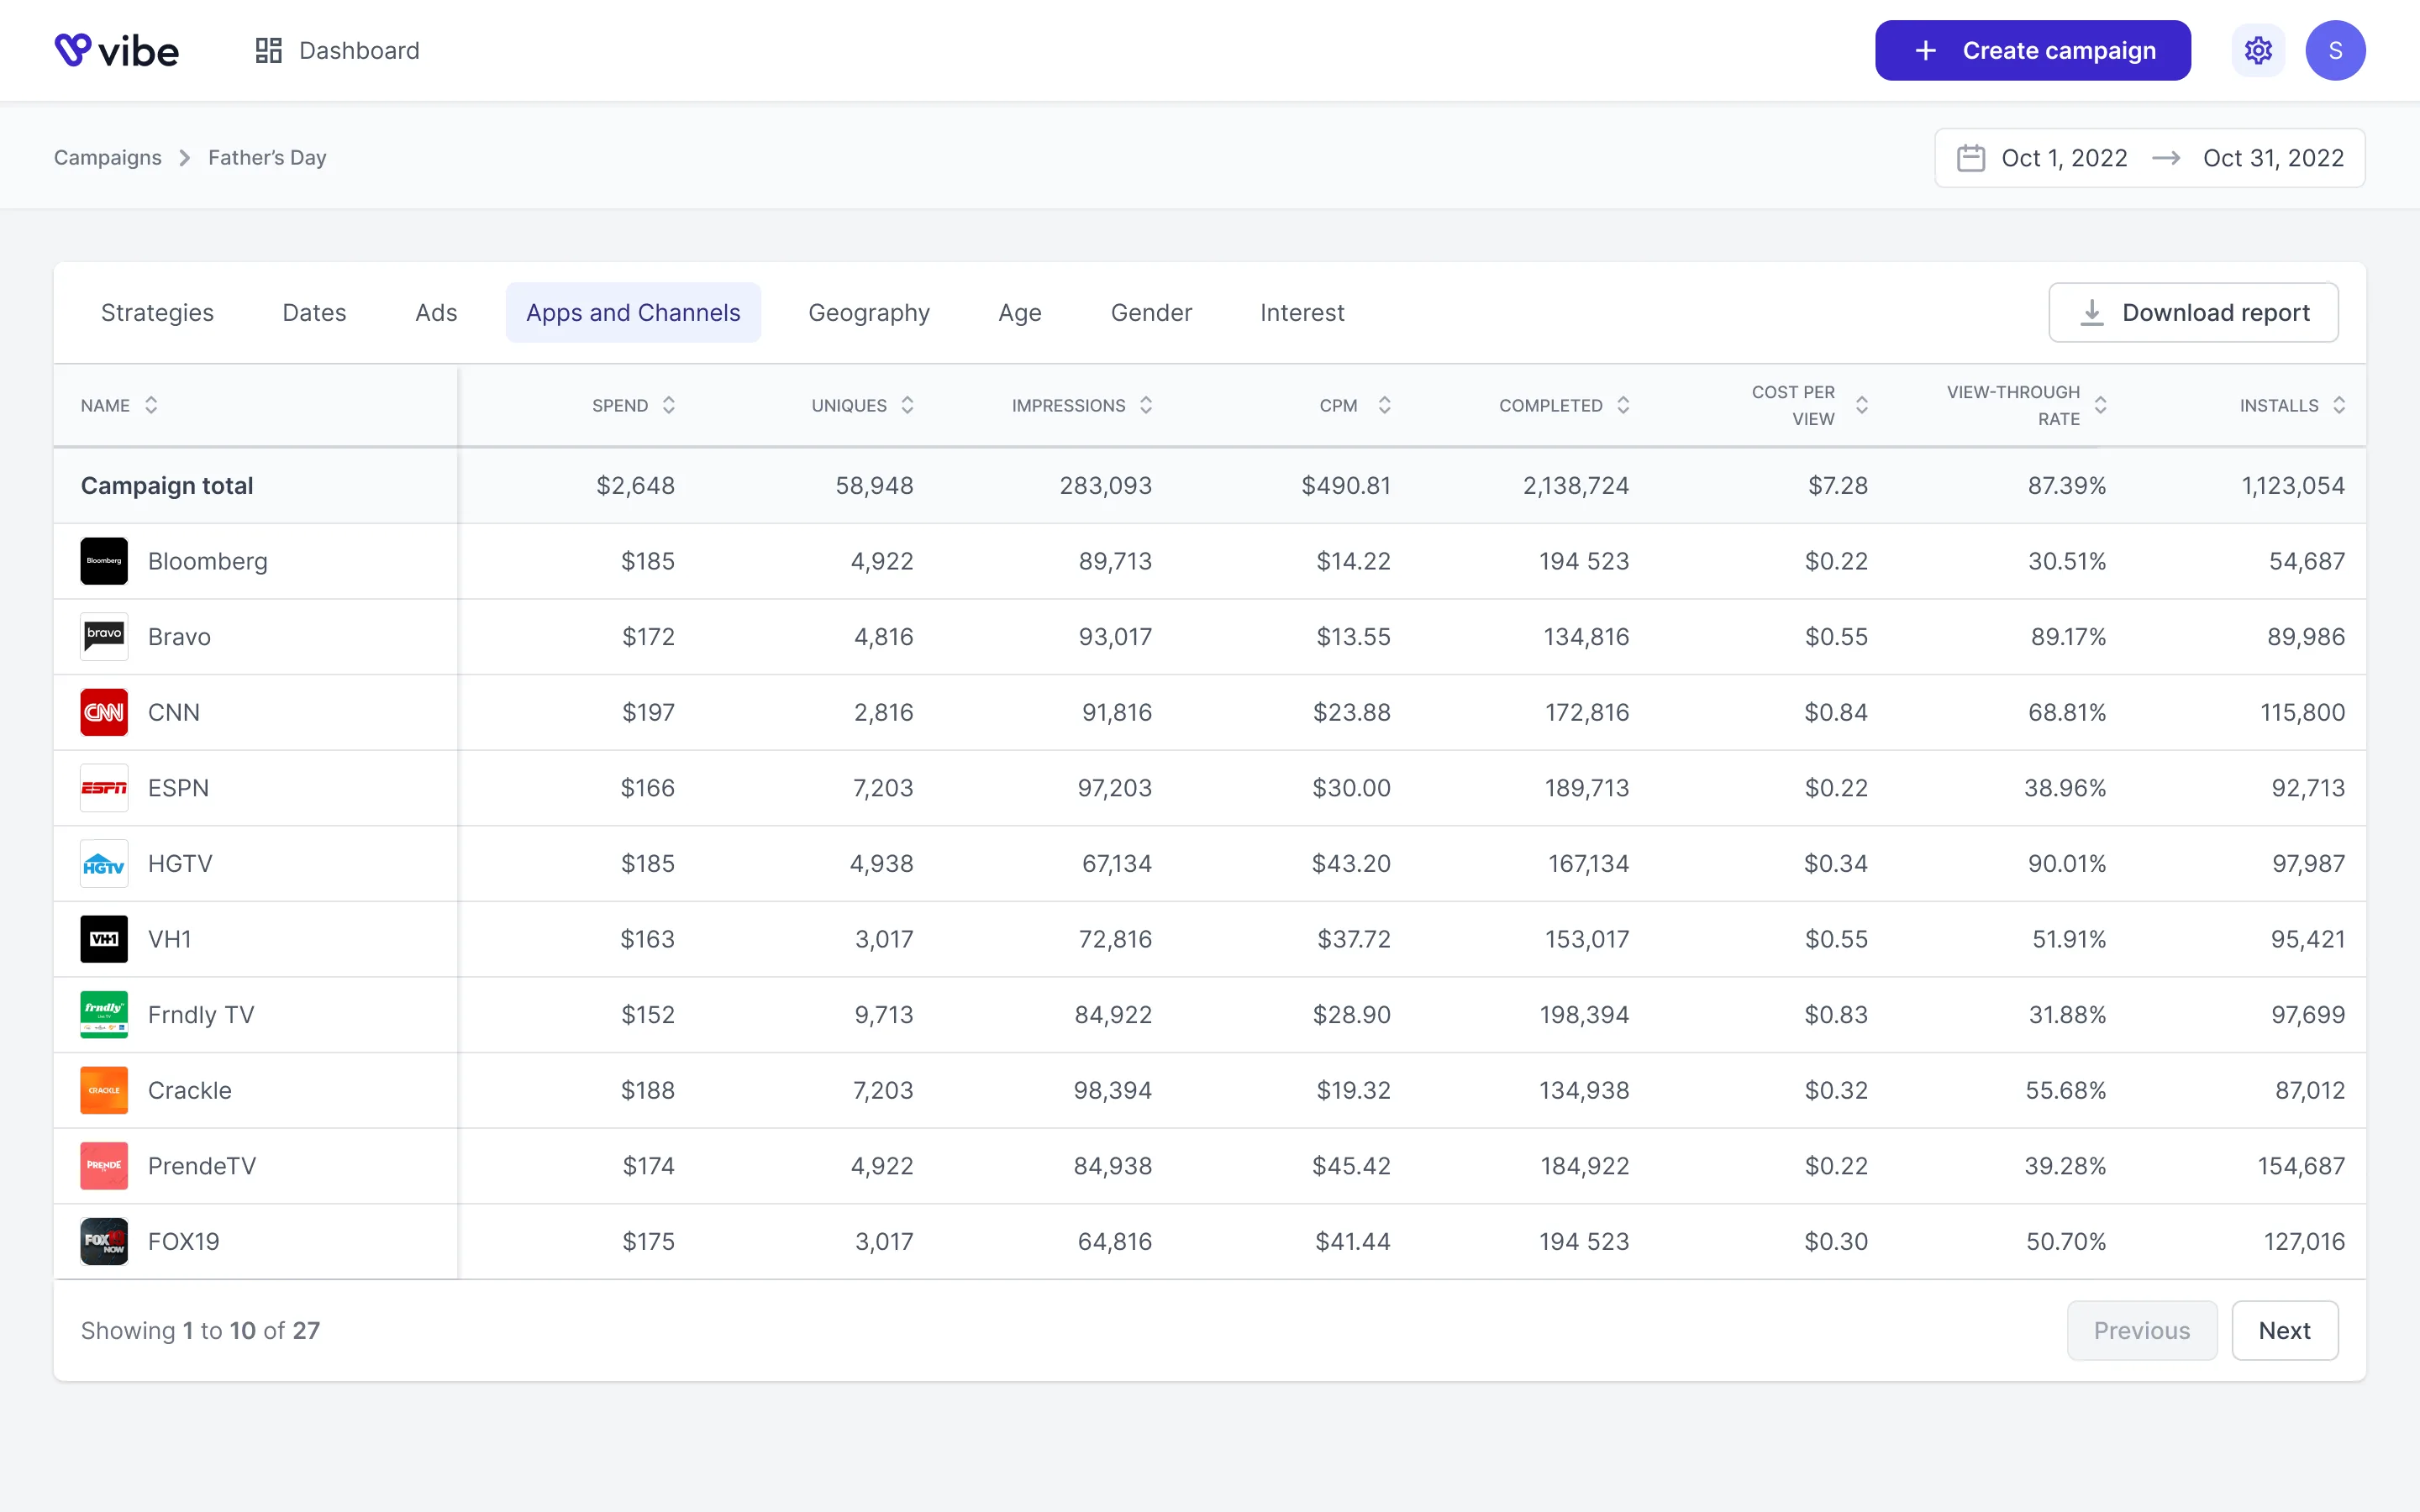 vibe Dashboard + Create campaign S
Campaigns > Father’s Day Oct 1, 2022 → Oct 31, 2022
Strategies Dates Ads Apps and Channels Geography Age Gender Interest Download report
NAME SPEND UNIQUES IMPRESSIONS CPM COMPLETED COST PER VIEW VIEW-THROUGH RATE INSTALLS
Campaign total $2,648 58,948 283,093 $490.81 2,138,724 $7.28 87.39% 1,123,054
Bloomberg Bloomberg $185 4,922 89,713 $14.22 194 523 $0.22 30.51% 54,687
bravo Bravo $172 4,816 93,017 $13.55 134,816 $0.55 89.17% 89,986
CNN CNN $197 2,816 91,816 $23.88 172,816 $0.84 68.81% 115,800
ESPN ESPN $166 7,203 97,203 $30.00 189,713 $0.22 38.96% 92,713
HGTV HGTV $185 4,938 67,134 $43.20 167,134 $0.34 90.01% 97,987
VH1 VH1 $163 3,017 72,816 $37.72 153,017 $0.55 51.91% 95,421
frndly Frndly TV $152 9,713 84,922 $28.90 198,394 $0.83 31.88% 97,699
CRACKLE Crackle $188 7,203 98,394 $19.32 134,938 $0.32 55.68% 87,012
PRENDE PrendeTV $174 4,922 84,938 $45.42 184,922 $0.22 39.28% 154,687
FOX19 NOW FOX19 $175 3,017 64,816 $41.44 194 523 $0.30 50.70% 127,016
Showing 1 to 10 of 27 Previous Next